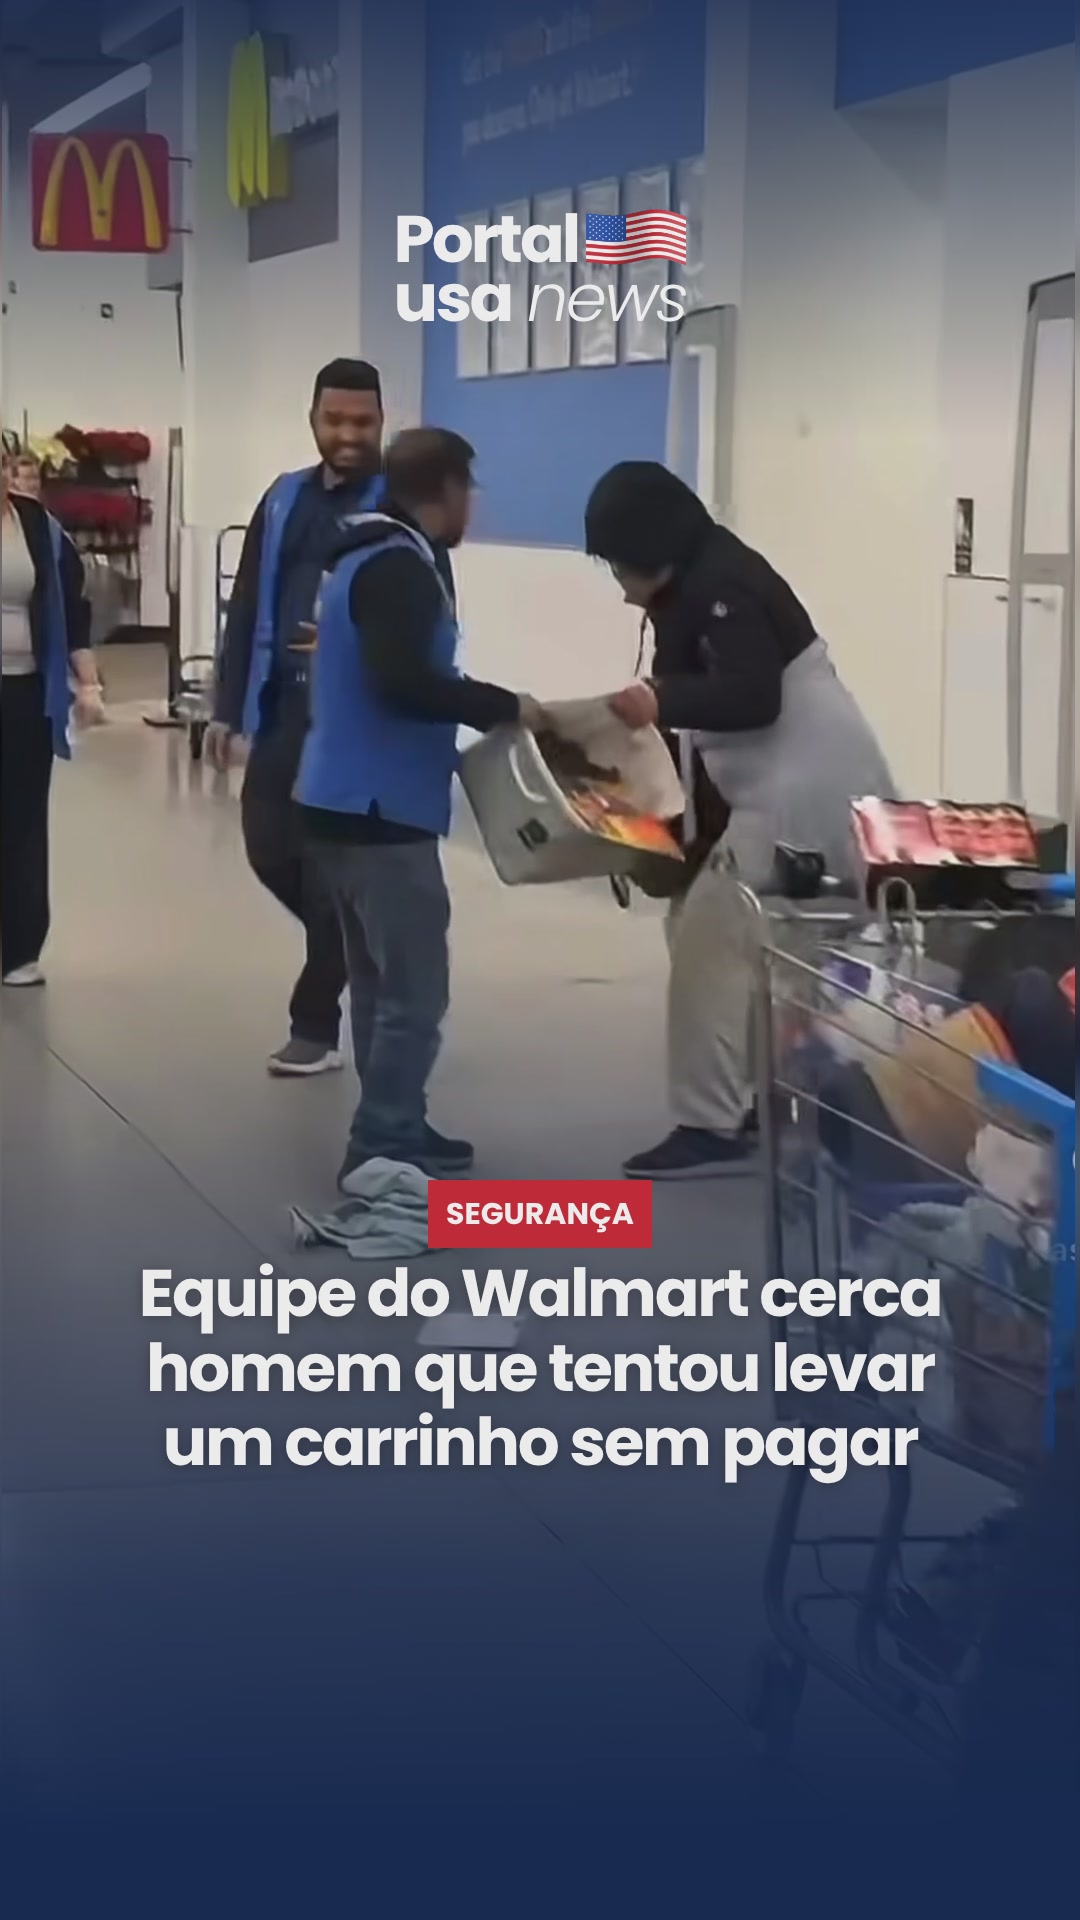 Portal
usa news
SEGURANÇA
Equipe do Walmart cerca
homem que tentou levar
um carrinho sem pagar